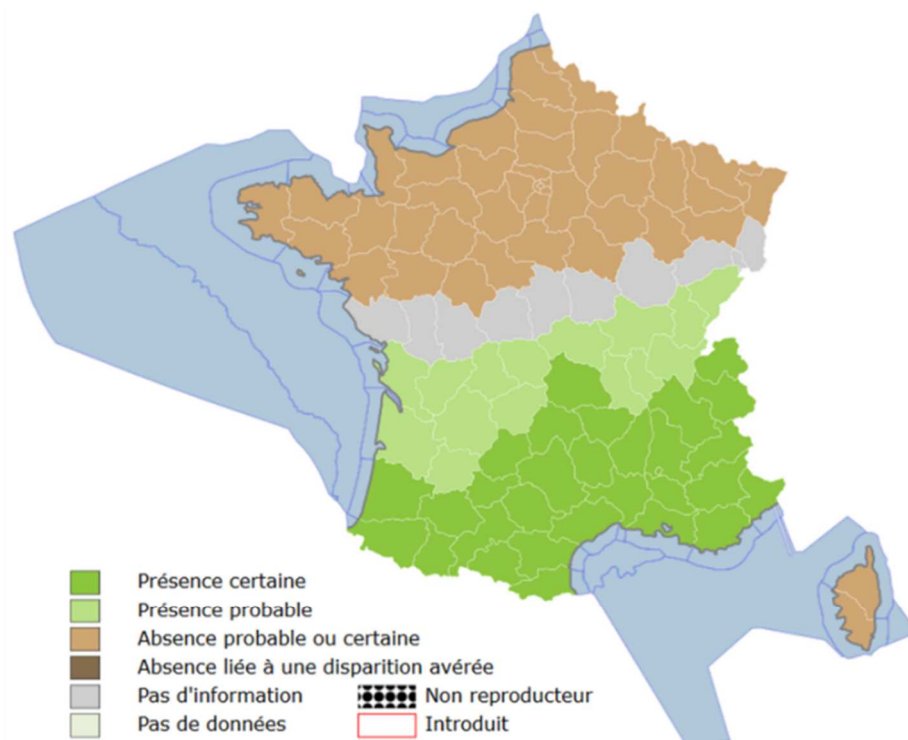 Présence certaine
Présence probable
Absence probable ou certaine
Absence liée à une disparition avérée
Pas d'information
Non reproducteur
Pas de données
Introduit